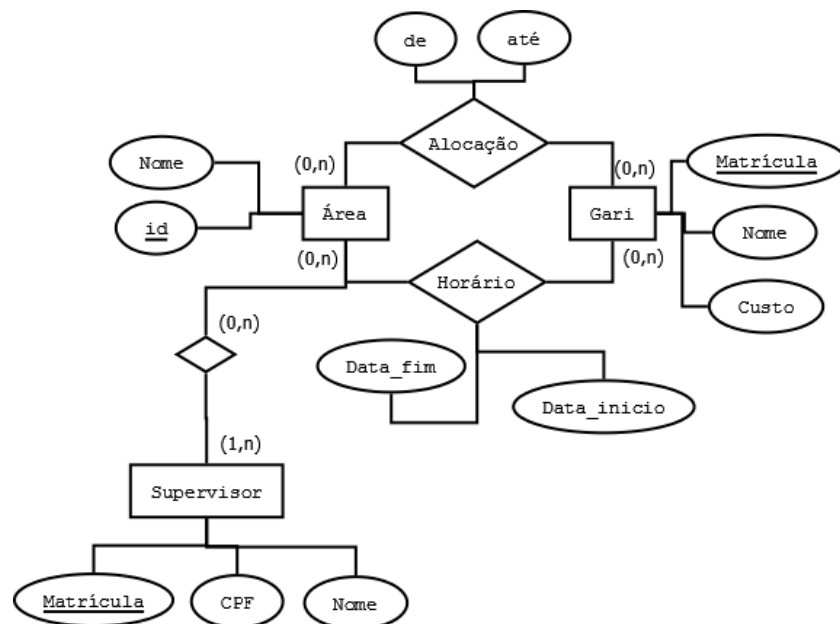 de
até
Alocação
Nome
id
(0,n)
(0,n)
Matrícula
Área
Gari
Nome
(0,n)
(0,n)
Horário
Custo
(0,n)
Data_fim
Data_inicio
(1,n)
Supervisor
Matrícula
CPF
Nome